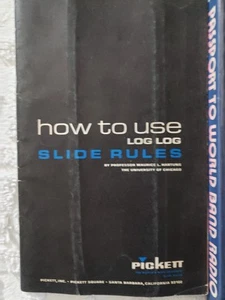 how to use
LOG LOG
SLIDE RULES
BY PROFESSOR MAURICE L. HARTUNG
THE UNIVERSITY OF CHICAGO
PICKETT
PICKETT, INC. • PICKETT SQUARE • SANTA BARBARA, CALIFORNIA 93102
PASSPORT TO WORLD BAND RADIO